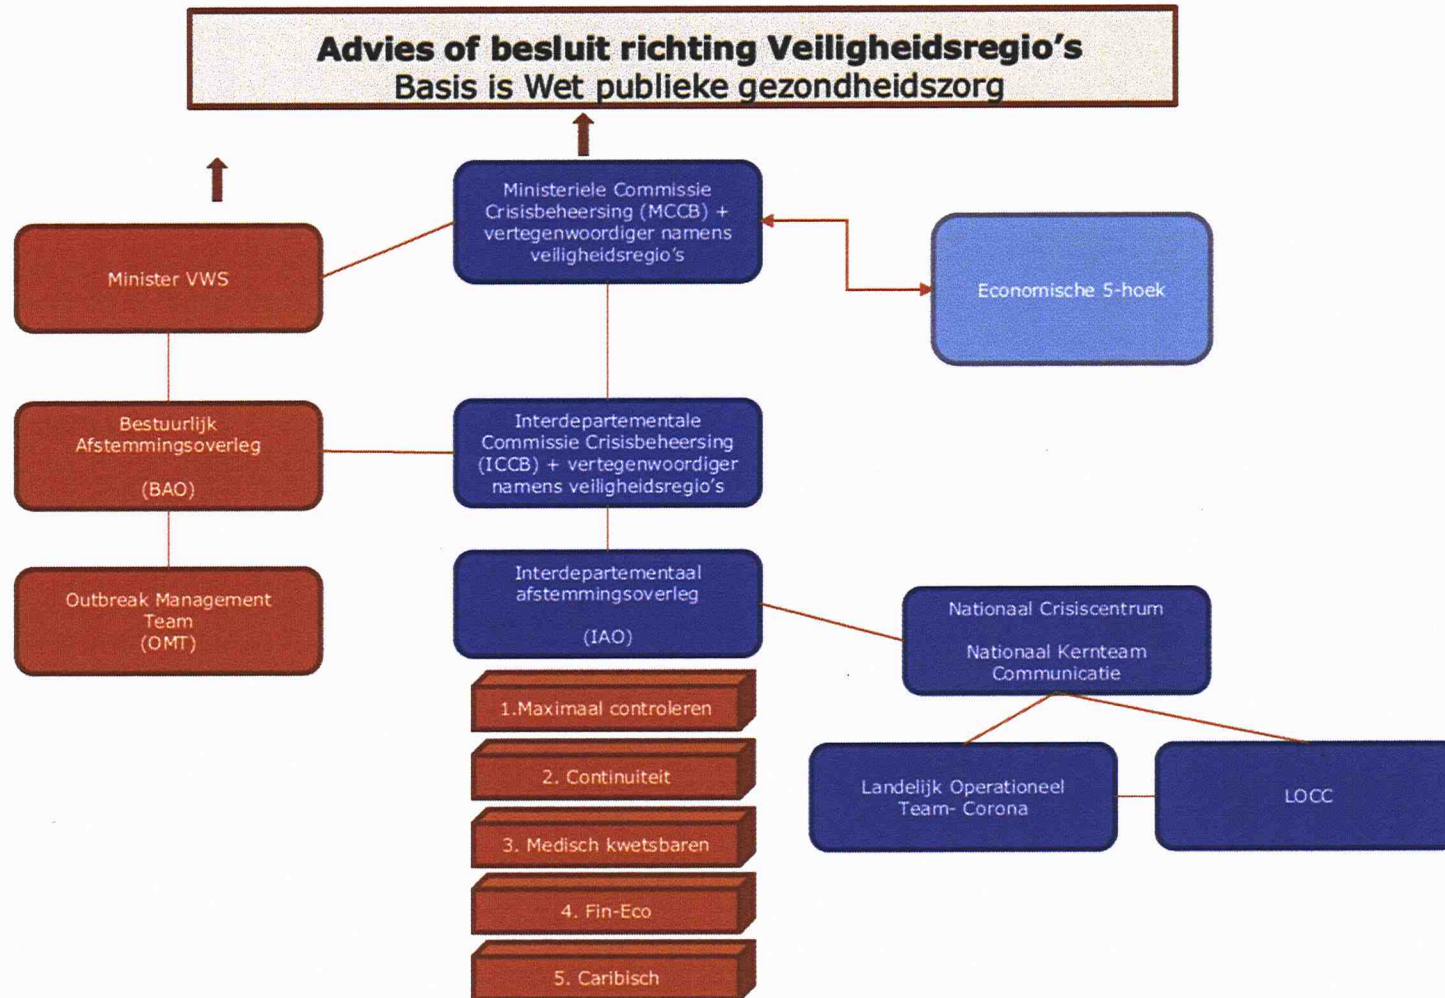 Advies of besluit richting Veiligheidsregio's
Basis is Wet publieke gezondheidszorg
Ministeriele Commissie
Crisisbeheersing (MCCB) +
vertegenwoordiger namens
veiligheidsregio's
Minister VWS
Economische 5-hoek
Bestuurlijk
Afstemmingsoverleg
(BAO)
Interdepartementale
Commissie Crisisbeheersing
(ICCB) + vertegenwoordiger
namens veiligheidsregio's
Outbreak Management
Team
(OMT)
Interdepartementaal
afstemmingsoverleg
(IAO)
Nationaal Crisiscentrum
Nationaal Kernteam
Communicatie
1.Maximaal controleren
2. Continuiteit
3. Medisch kwetsbaren
4. Fin-Eco
5. Caribisch
Landelijk Operationeel
Team- Corona
LOCC